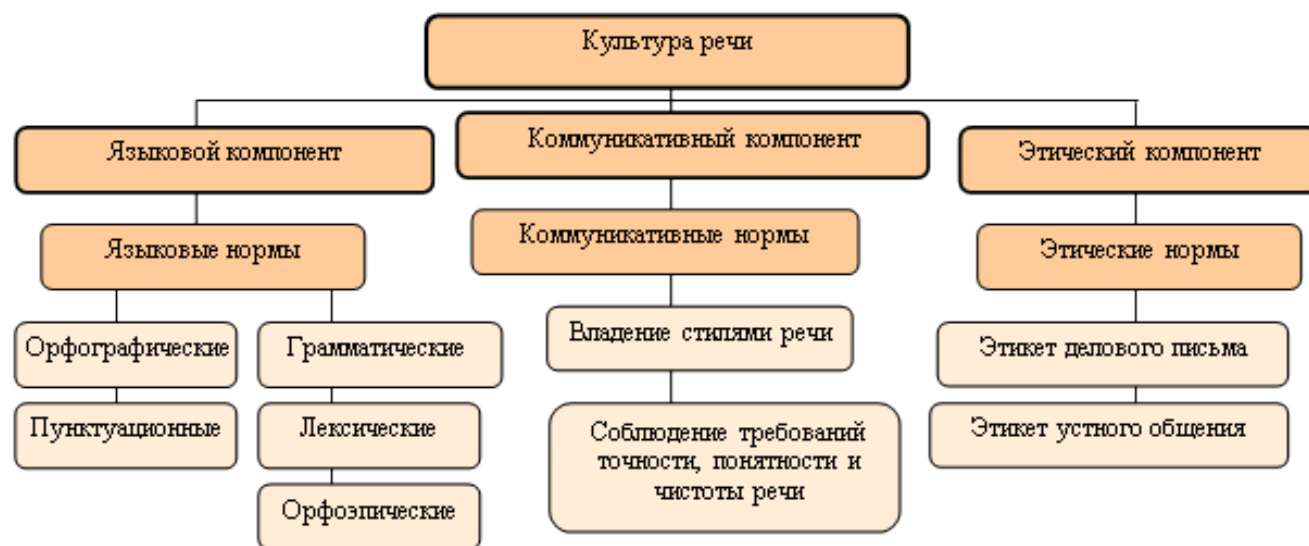 Культура речи
Языковой компонент
Коммуникативный компонент
Этический компонент
Языковые нормы
Коммуникативные нормы
Этические нормы
Орфографические
Грамматические
Владение стилями речи
Этикет делового письма
Пунктуационные
Лексические
Соблюдение требований
точности, понятности и
чистоты речи
Этикет устного общения
Орфоэпические